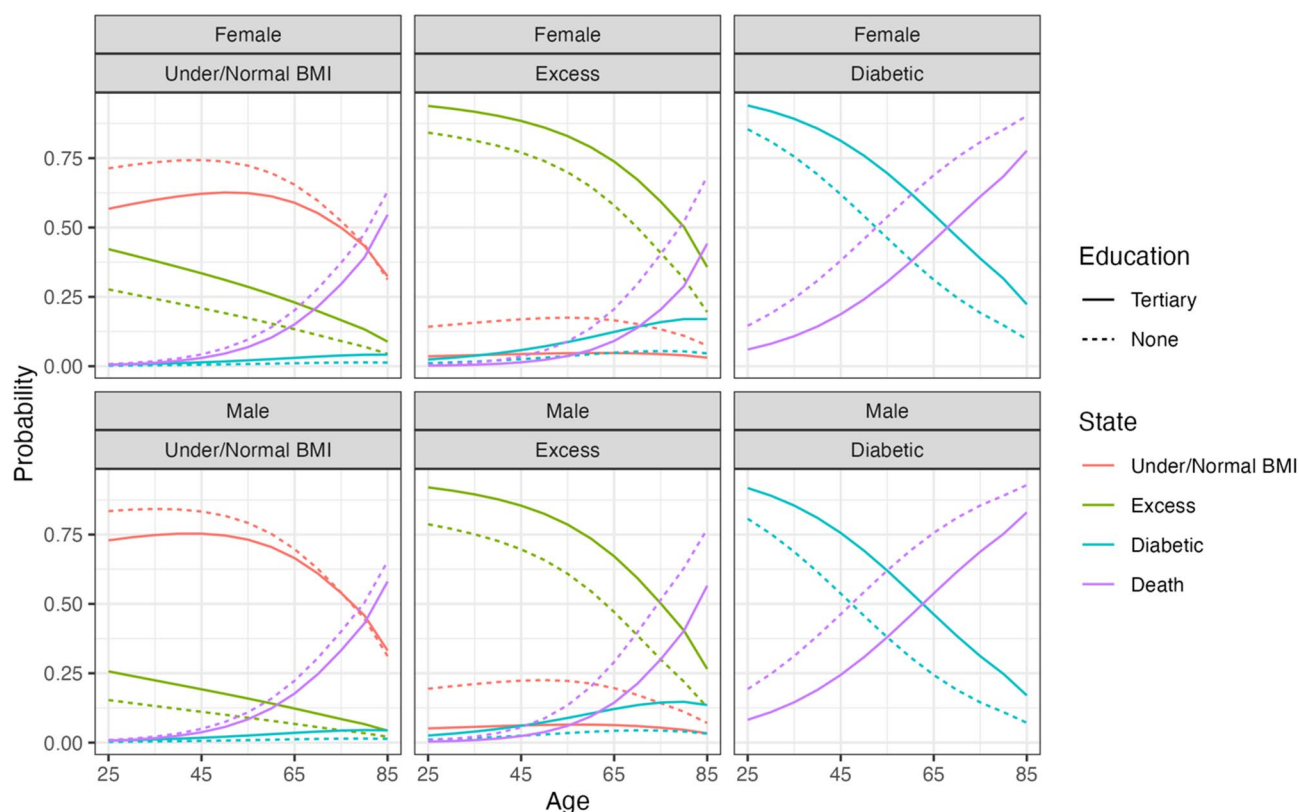 Female
Female
Female
Under/Normal BMI
Excess
Diabetic
0.75
0.50
0.25
0.00
Male
Male
Male
Under/Normal BMI
Excess
Diabetic
0.75
0.50
0.25
0.00
25 45 65 85
25 45 65 85
25 45 65 85
Probability
Age
Education
Tertiary
None
State
Under/Normal BMI
Excess
Diabetic
Death